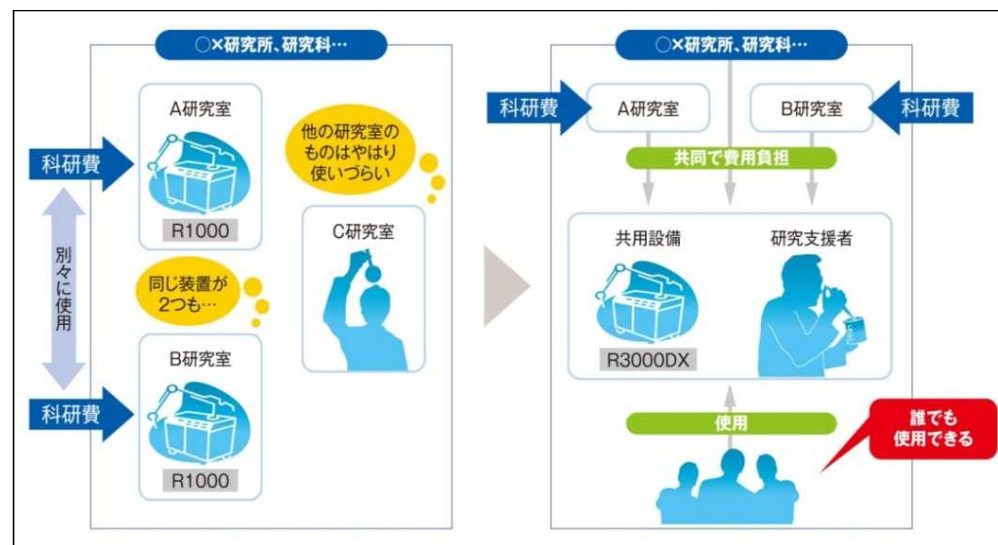 ○×研究所、研究科…
A研究室
科研費
R1000
他の研究室の
ものはやはり
使いづらい
C研究室
別々に使用
同じ装置が
2つも…
B研究室
科研費
R1000
○×研究所、研究科…
科研費
A研究室
B研究室
科研費
共同で費用負担
共用設備
研究支援者
R3000DX
使用
誰でも
使用できる